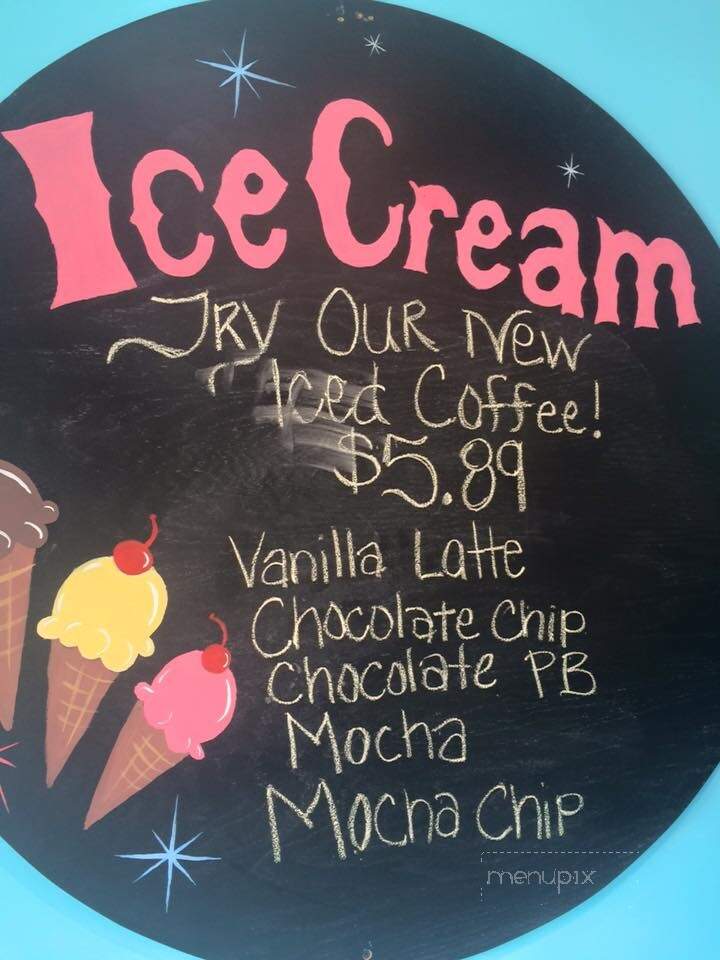 Ice Cream
Try Our New
Iced Coffee!
$5.89
Vanilla Latte
Chocolate Chip
Chocolate PB
Mocha
Mocha Chip
menupix